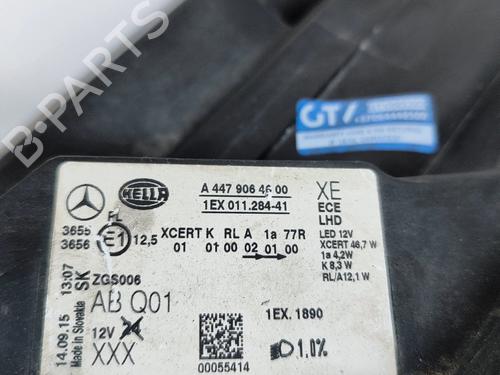 B-PARTS
GT/
HELLA
A 447 906 46 00
1EX 011.284-41
XE
ECE
LHD
LED 12V
XCERT 46,7 W
1a 4,2W
K 8,3 W
RL/A12,1 W
3655
3656
FL
E1
12,5
XCERT K RL A 1a 77R
01 01 00 02 01 00
14.09.15 13:07
Made in Slovakia SK
ZGS006
AB Q01
12V 24
XXX
1EX. 1890
00055414
1.0%